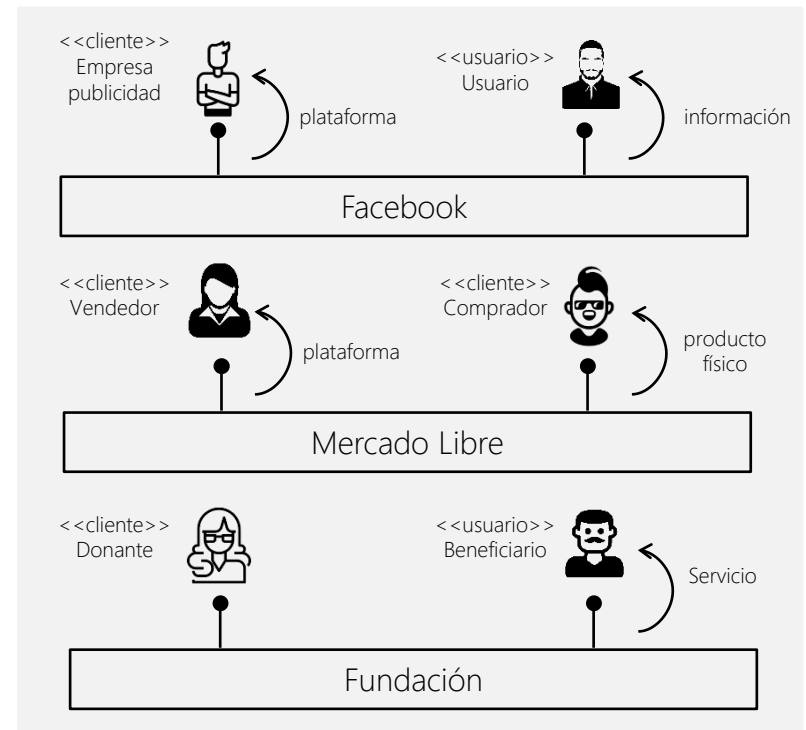 <<cliente>>
Empresa
publicidad
plataforma
<<usuario>>
Usuario
información
Facebook
<<cliente>>
Vendedor
plataforma
<<cliente>>
Comprador
producto
físico
Mercado Libre
<<cliente>>
Donante
<<usuario>>
Beneficiario
Servicio
Fundación